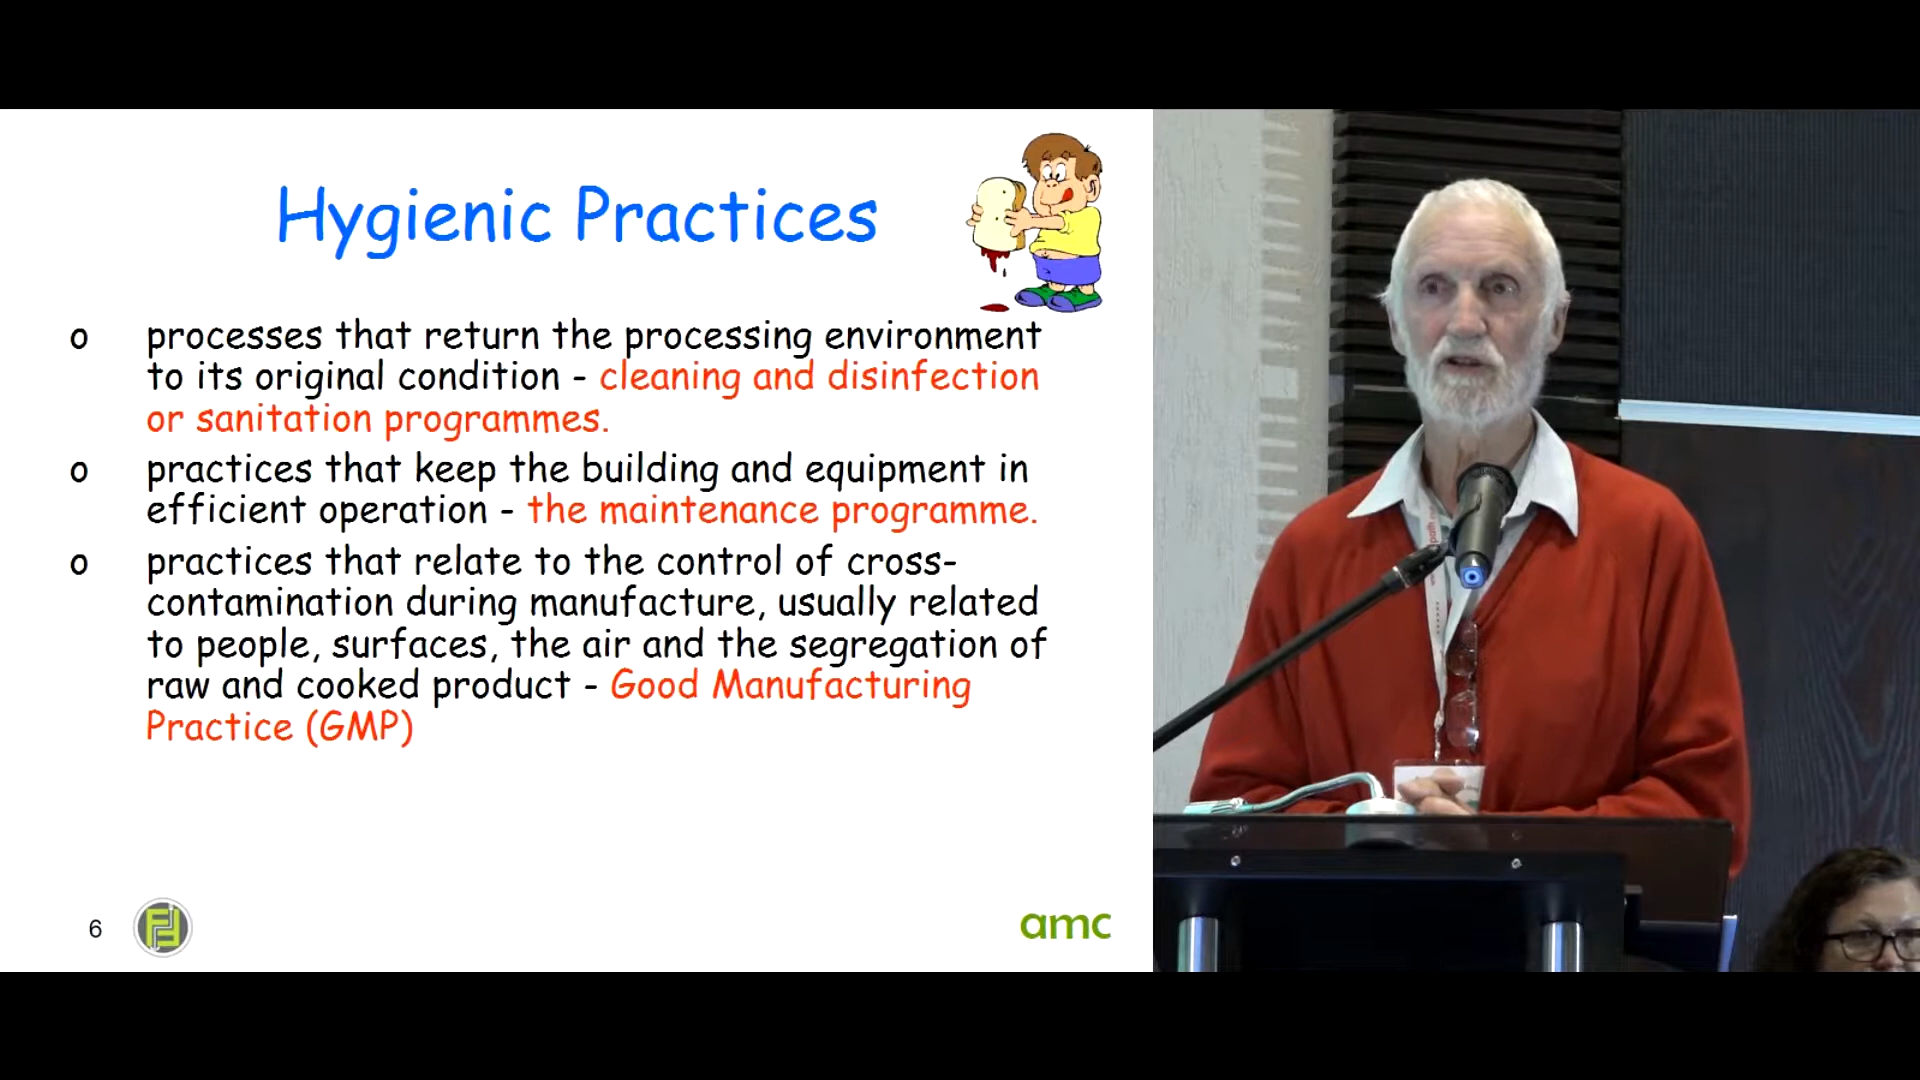 Hygienic Practices
o processes that return the processing environment
to its original condition - cleaning and disinfection
or sanitation programmes.
o practices that keep the building and equipment in
efficient operation - the maintenance programme.
o practices that relate to the control of cross-
contamination during manufacture, usually related
to people, surfaces, the air and the segregation of
raw and cooked product - Good Manufacturing
Practice (GMP)
6
amc